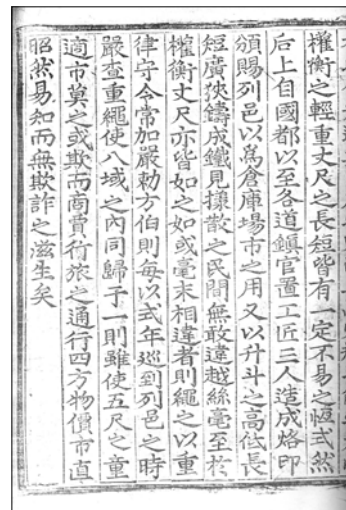 權衡之輕重丈尺之長短皆有一定不易之恒式然
后上自國都以至各道鎭官置工匠三人造成烙印
頒賜列邑以爲倉庫場市之用又以升斗之高低長
短廣狹鑄成鐵見攘散之民間無敢違越絲毫至於
權衡丈尺亦皆如之如或毫末相違者則繩之以重
律守令常加嚴勅方伯則每以式年巡到列邑之時
嚴查重繩使八域之內同歸于一則雖使五尺之童
適市莫之或欺而商賣行旅之通行四方物價市直
昭然易知而無欺詐之滋生矣